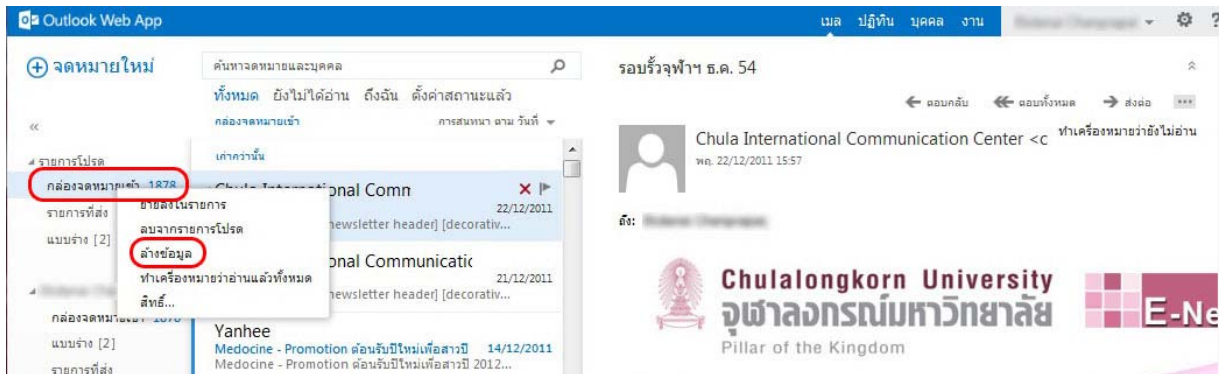 Outlook Web App
เมล ปฏิทิน บุคคล งาน
?
จดหมายใหม่
ค้นหาจดหมายและบุคคล
ทั้งหมด ยังไม่ได้อ่าน ถึงฉัน ตั้งค่าสถานะแล้ว
กล่องจดหมายเข้า การสนทนา ตาม วันที่
«
รายการโปรด
กล่องจดหมายเข้า 1878
รายการที่ส่ง
แบบร่าง [2]
กล่องจดหมายเข้า 1878
แบบร่าง [2]
รายการที่ส่ง
ย้ายลงในรายการ
ลบจากรายการโปรด
ล้างข้อมูล
ทำเครื่องหมายว่าอ่านแล้วทั้งหมด
สิทธิ์...
เก่ากว่านั้น
Chula International Comm
22/12/2011
newsletter header] [decorativ...
onal Communicatic
21/12/2011
newsletter header] [decorativ...
Yanhee
Medocine - Promotion ต้อนรับปีใหม่เพื่อสาวปี 14/12/2011
Medocine - Promotion ต้อนรับปีใหม่เพื่อสาวปี 2012...
รอบรั้วจุฬาฯ ธ.ค. 54
ตอบกลับ ตอบทั้งหมด ส่งต่อ ...
ทำเครื่องหมายว่ายังไม่อ่าน
Chula International Communication Center <c
พฤ. 22/12/2011 15:57
ถึง:
Chulalongkorn University
จุฬาลงกรณ์มหาวิทยาลัย
Pillar of the Kingdom
E-Ne